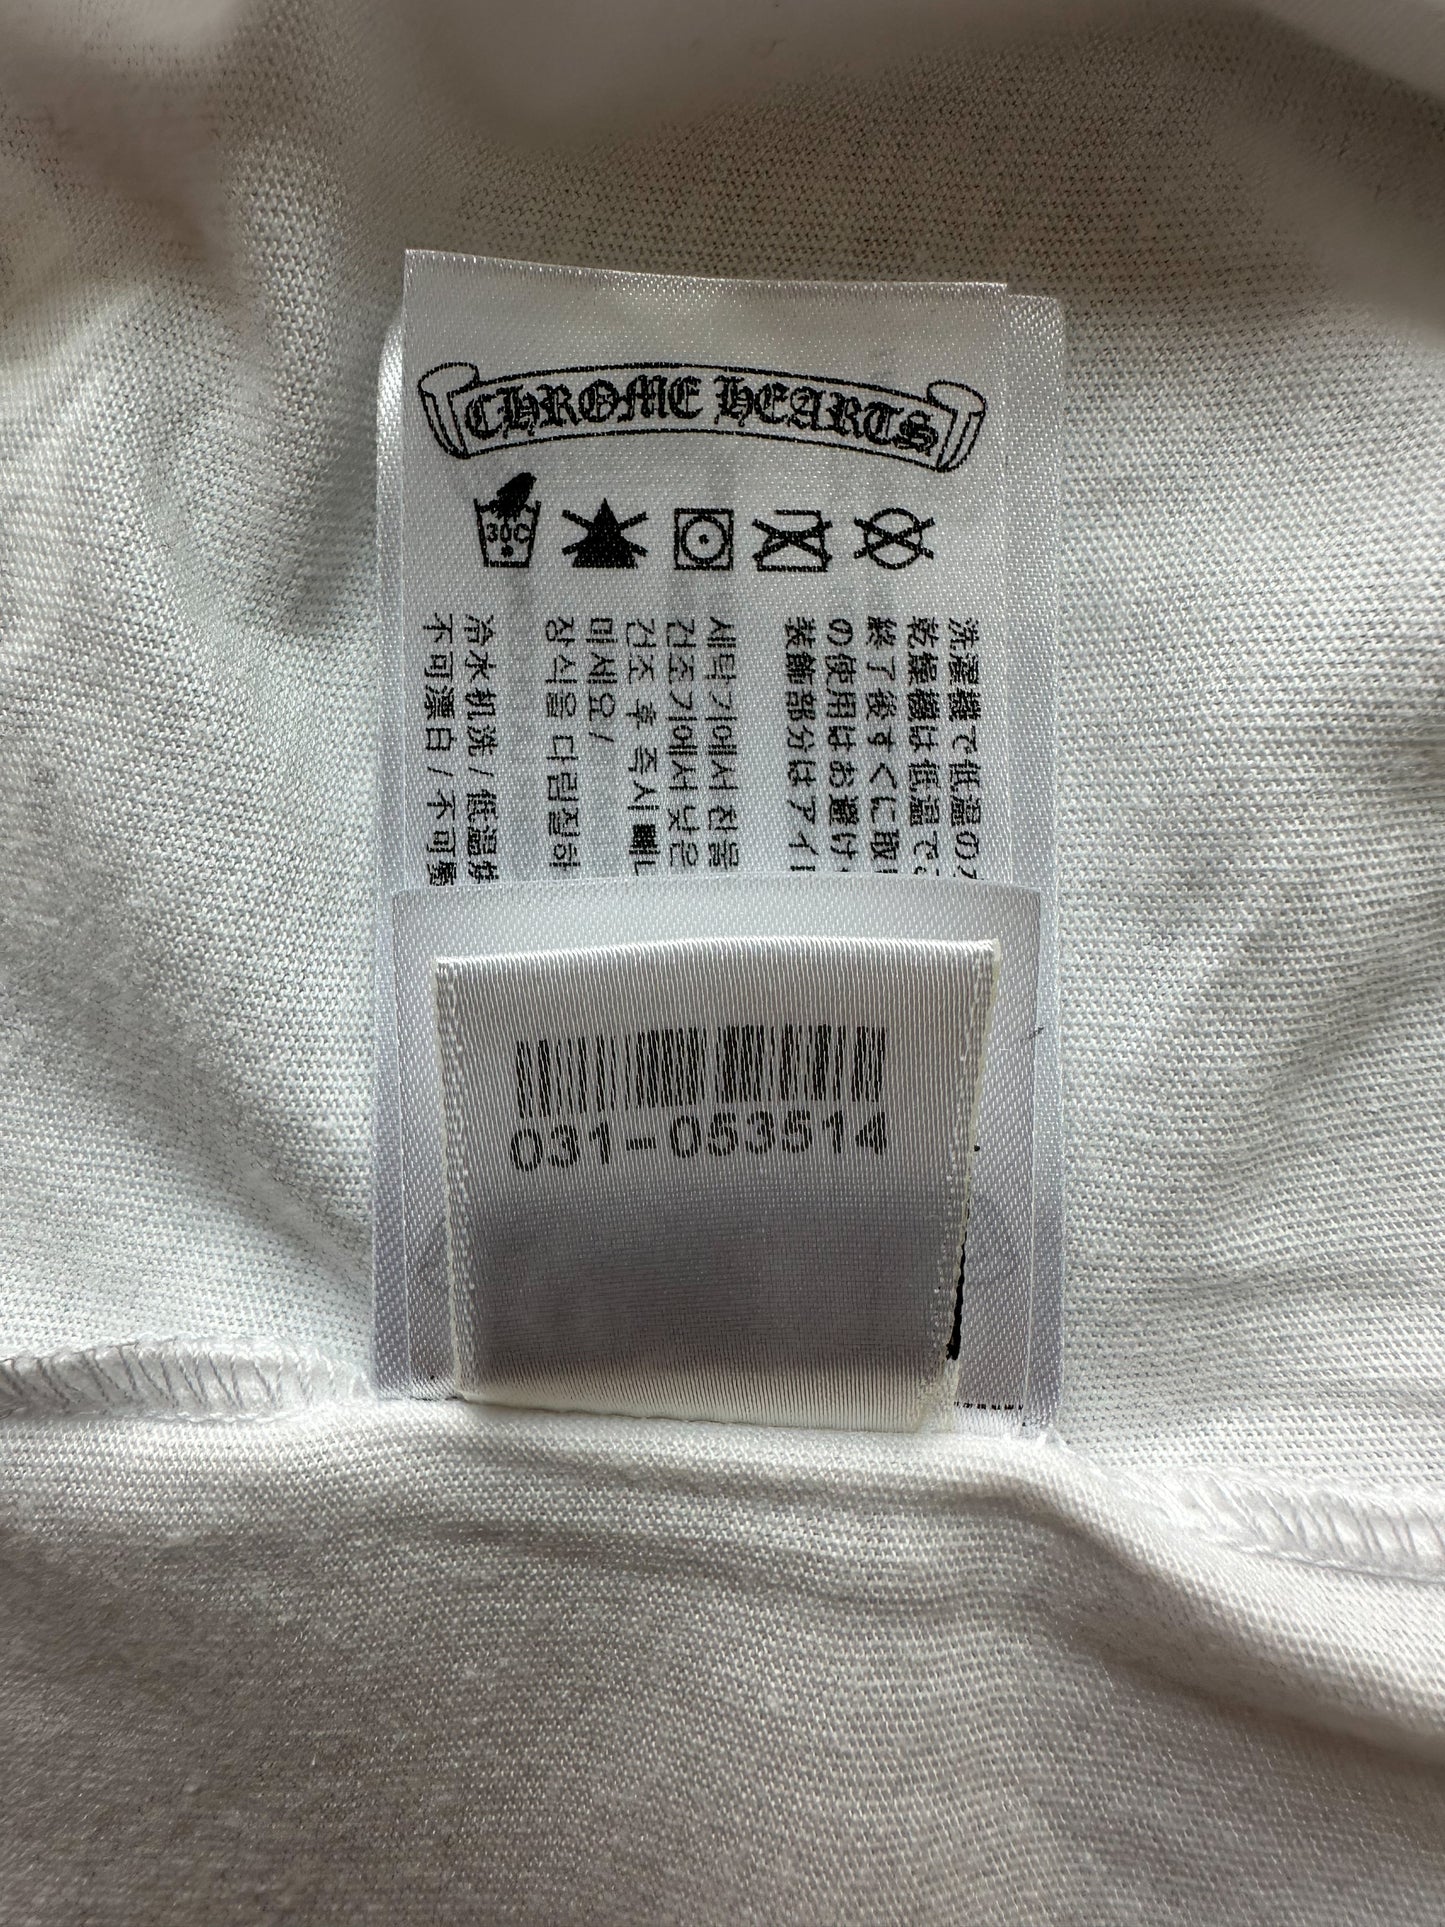 CHROME HEARTS
30C
洗濯機で低温の
乾燥機は低温で
終了後すぐに取
の使用はお避け
装飾部分はアイ
세탁기에서 찬물
건조기에서 낮은
건조 후 즉시 빼
미세요 /
장식을 다림질하
冷水机洗 / 低温烘
不可漂白 / 不可
031-053514